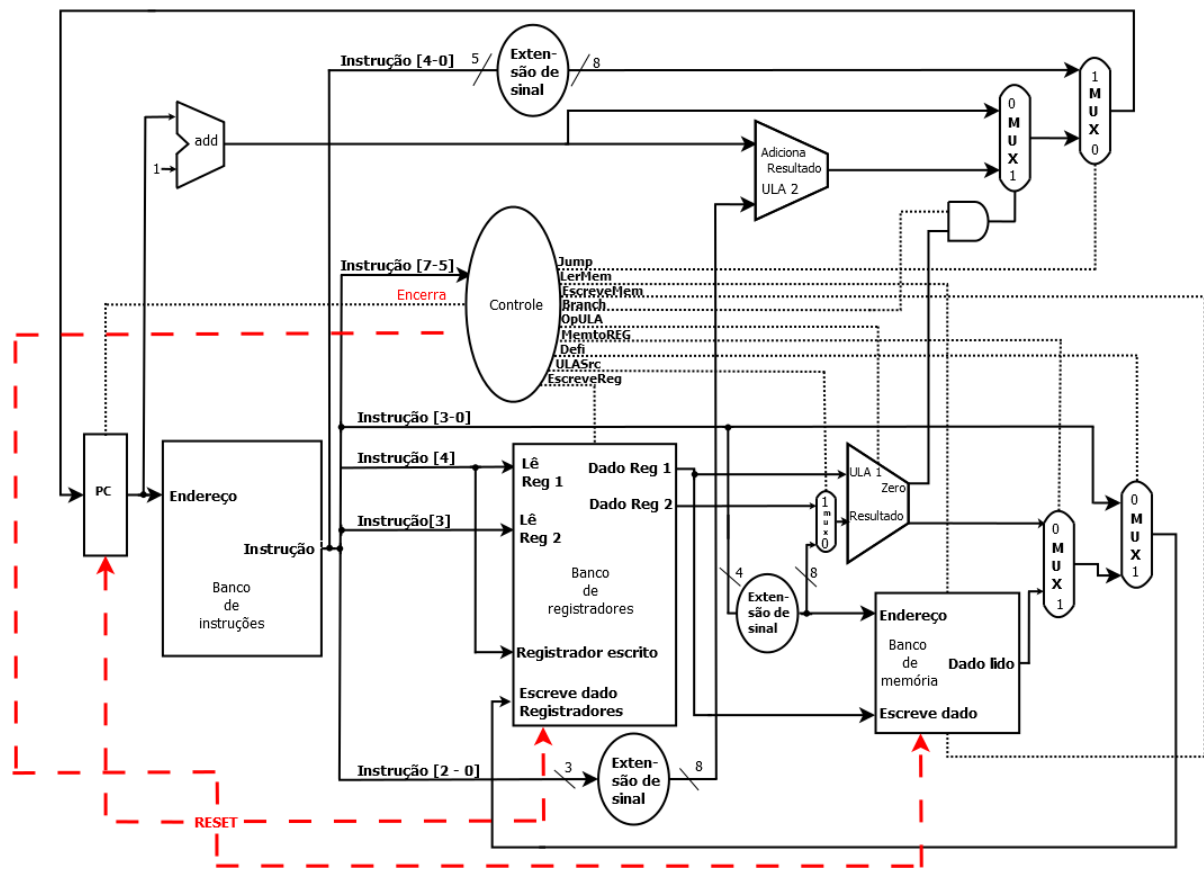 Instrução [4-0]
5
Exten-
são de
sinal
8
1
M
U
X
0
add
1
0
M
U
X
1
Adiciona
Resultado
ULA 2
Instrução [7-5]
Encerra
Controle
Jump
LerMem
EscreveMem
Branch
OpULA
MemtoREG
Defi
ULASrc
EscreveReg
Instrução [3-0]
Instrução [4]
Instrução[3]
PC
Endereço
Instrução
Banco
de
instruções
Lê
Reg 1
Dado Reg 1
Dado Reg 2
Lê
Reg 2
Banco
de
registradores
Registrador escrito
Escreve dado
Registradores
1
m
u
x
0
ULA 1
Zero
Resultado
0
M
U
X
1
0
M
U
X
1
4
8
Exten-
são de
sinal
Endereço
Banco
de
memória
Dado lido
Escreve dado
Instrução [2 - 0]
3
Exten-
são de
sinal
8
RESET